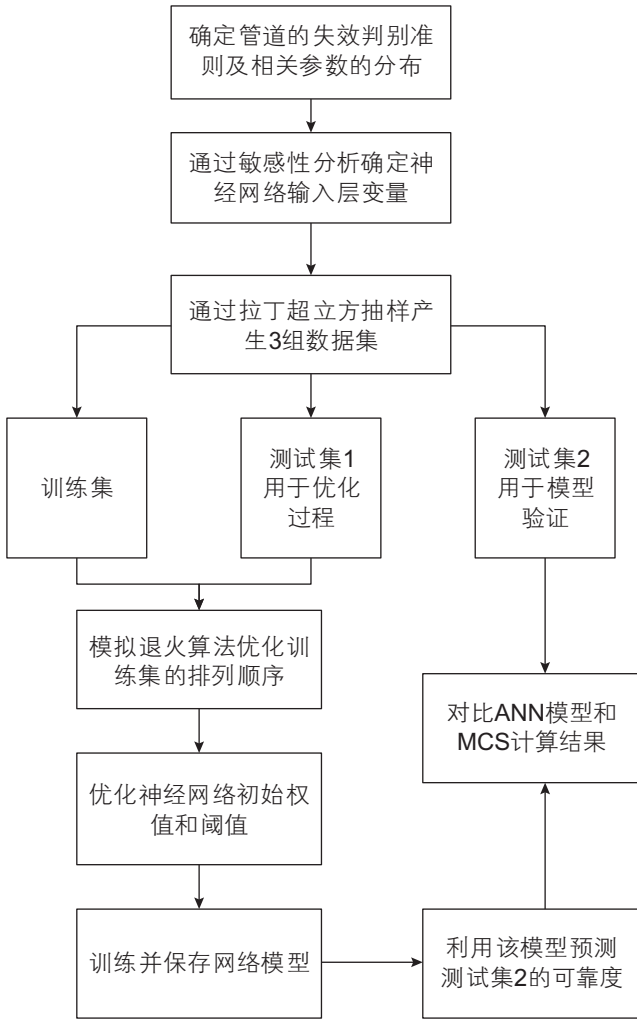 确定管道的失效判别准
则及相关参数的分布
通过敏感性分析确定神
经网络输入层变量
通过拉丁超立方抽样产
生3组数据集
训练集
测试集1
用于优化
过程
测试集2
用于模型
验证
模拟退火算法优化训
练集的排列顺序
对比ANN模型和
MCS计算结果
优化神经网络初始权
值和阈值
训练并保存网络模型
利用该模型预测
测试集2的可靠度